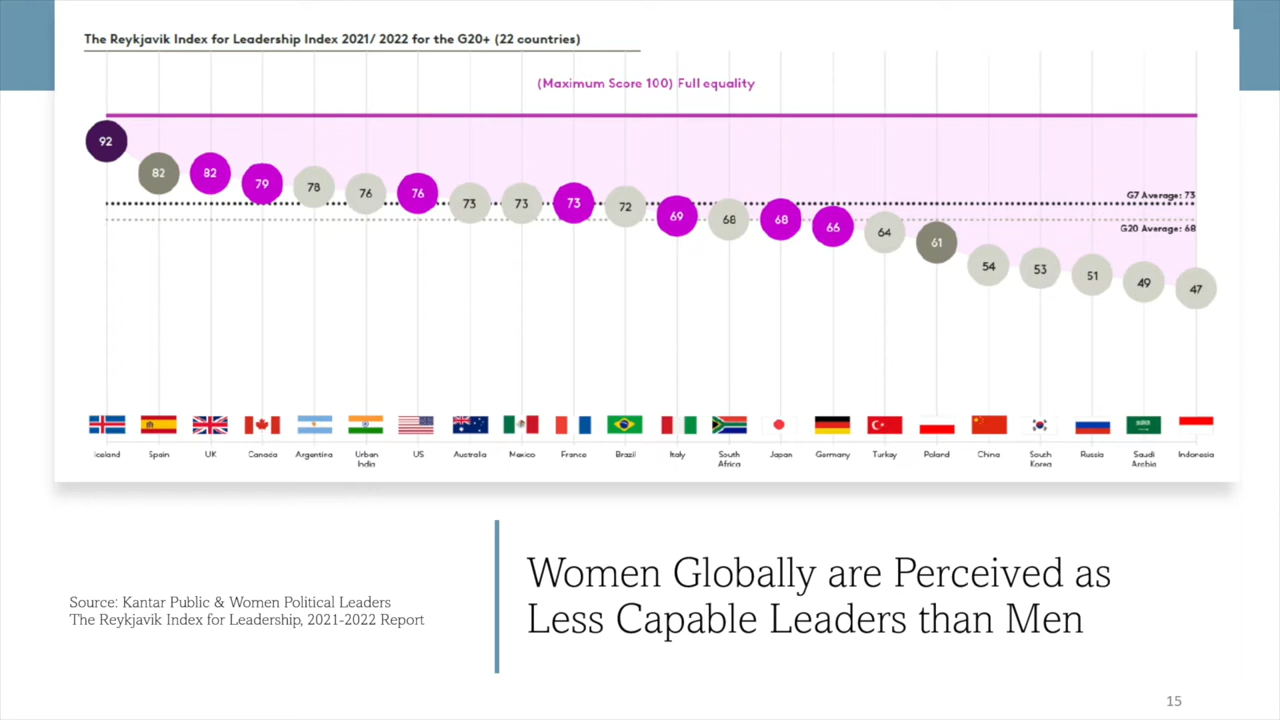 The Reykjavik Index for Leadership Index 2021/ 2022 for the G20+ (22 countries)
(Maximum Score 100) Full equality
92
82
82
79
78
76
76
73
73
73
72
69
68
68
66
64
61
54
53
51
49
47
G7 Average: 73
G20 Average: 68
Iceland
Spain
UK
Canada
Argentina
Urban
India
US
Australia
Mexico
France
Brazil
Italy
South
Africa
Japan
Germany
Turkey
Poland
China
South
Korea
Russia
Saudi
Arabia
Indonesia
Source: Kantar Public & Women Political Leaders
The Reykjavik Index for Leadership, 2021-2022 Report
Women Globally are Perceived as
Less Capable Leaders than Men
15